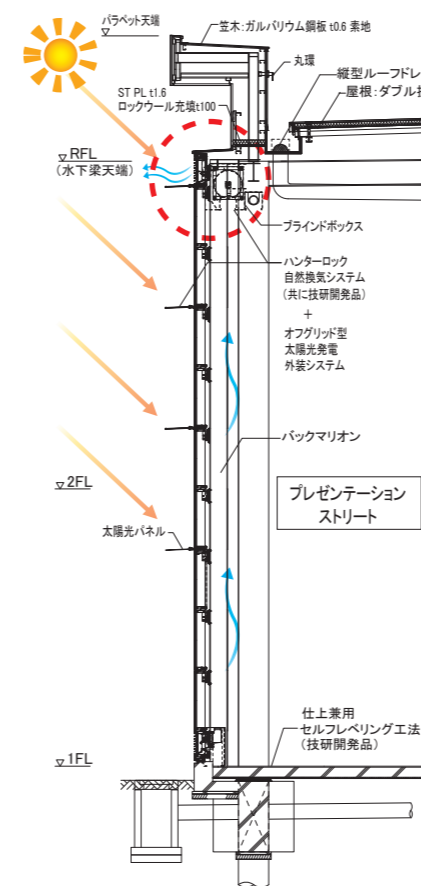 パラペット天端
笠木:ガルバリウム鋼板 t0.6 素地
丸環
ST PL t1.6
ロックウール充填t100
縦型ルーフドレ
屋根:ダブル折
RFL
(水下梁天端)
ブラインドボックス
ハンターロック
自然換気システム
(共に技研開発品)
+
オフグリッド型
太陽光発電
外装システム
バックマリオン
2FL
プレゼンテーション
ストリート
太陽光パネル
仕上兼用
セルフレベリング工法
(技研開発品)
1FL